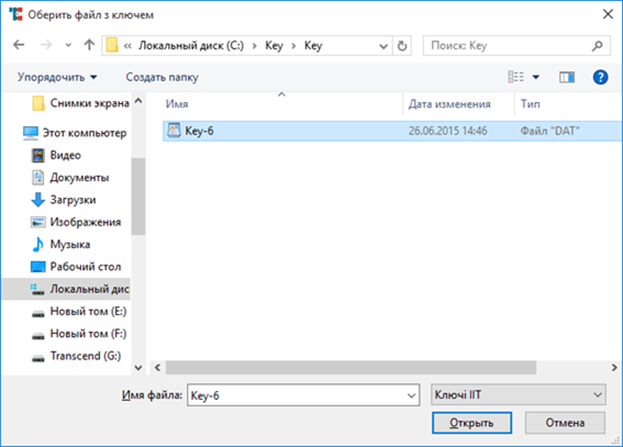 Оберить файл з ключем
« Локальный диск (C:) > Key > Key
Поиск: Key
Упорядочить
Создать папку
Имя
Дата изменения
Тип
Key-6
26.06.2015 14:46
Файл "DAT"
Снимки экрана
Этот компьютер
Видео
Документы
Загрузки
Изображения
Музыка
Рабочий стол
Локальный дис
Новый том (E:)
Новый том (F:)
Transcend (G:)
Имя файла:
Key-6
Ключі ІІТ
Открыть
Отмена